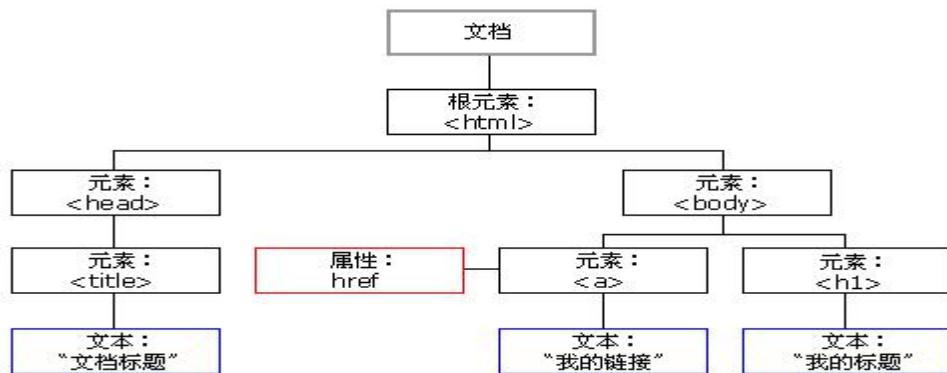 文档
根元素：
<html>
元素：
<head>
元素：
<body>
元素：
<title>
属性：
href
元素：
<a>
元素：
<h1>
文本：
“文档标题”
文本：
“我的链接”
文本：
“我的标题”